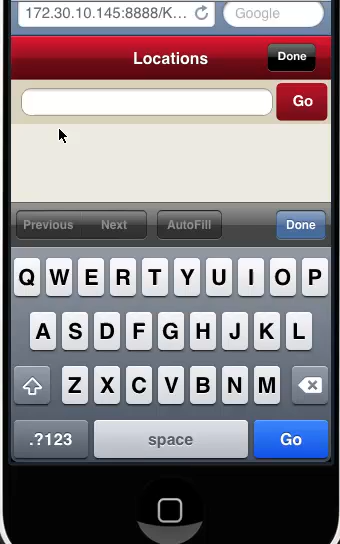 172.30.10.145:8888/K... Google
Locations Done
Go
Previous Next AutoFill Done
Q W E R T Y U I O P
A S D F G H J K L
Z X C V B N M
.?123 space Go